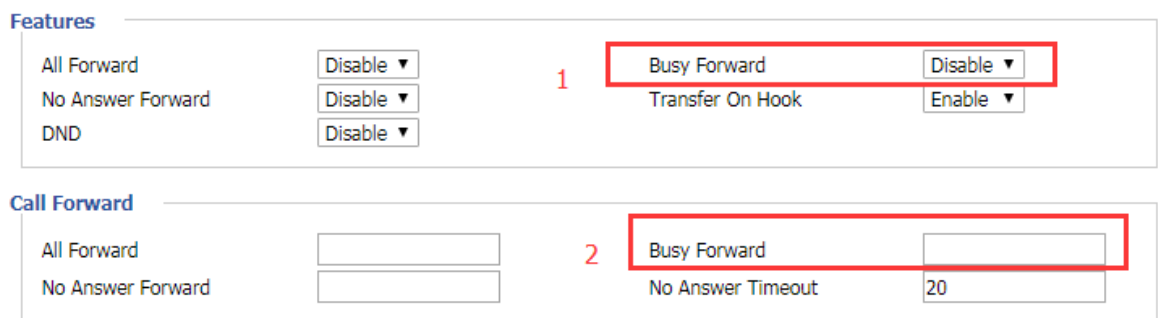 Features
All Forward Disable ▼ 1 Busy Forward Disable ▼
No Answer Forward Disable ▼ Transfer On Hook Enable ▼
DND Disable ▼
Call Forward
All Forward 2 Busy Forward
No Answer Forward No Answer Timeout 20